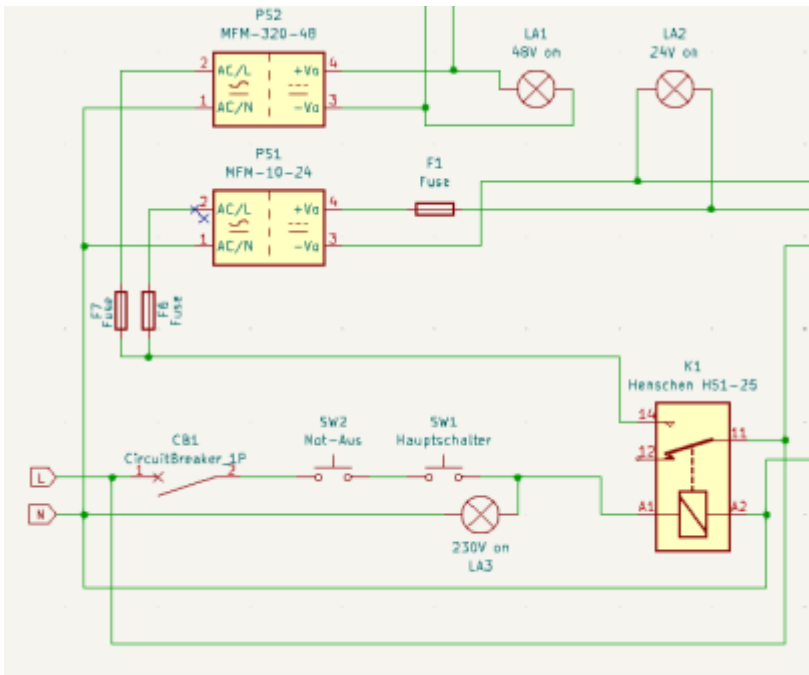 PS2
MFM-320-48
2
AC/L
+Vo
4
1
AC/N
-Vo
3
LA1
48V on
LA2
24V on
PS1
MFM-10-24
2
AC/L
+Vo
4
1
AC/N
-Vo
3
F1
Fuse
F7
Fuse
Fuse
K1
Henschen HS1-25
14
12
11
A1
A2
CB1
CircuitBreaker_1P
1
2
SW2
Not-Aus
SW1
Hauptschalter
L
N
230V on
LA3